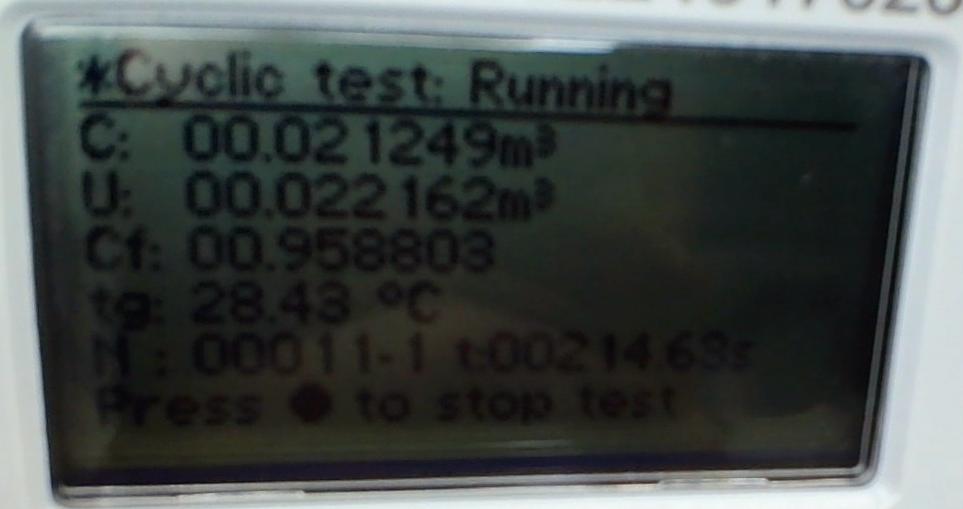 *Cyclic test: Running
C: 00.021249m³
U: 00.022162m³
Cf: 00.958803
tg: 28.43 °C
N : 00011-1 t:00214.63s
Press ● to stop test